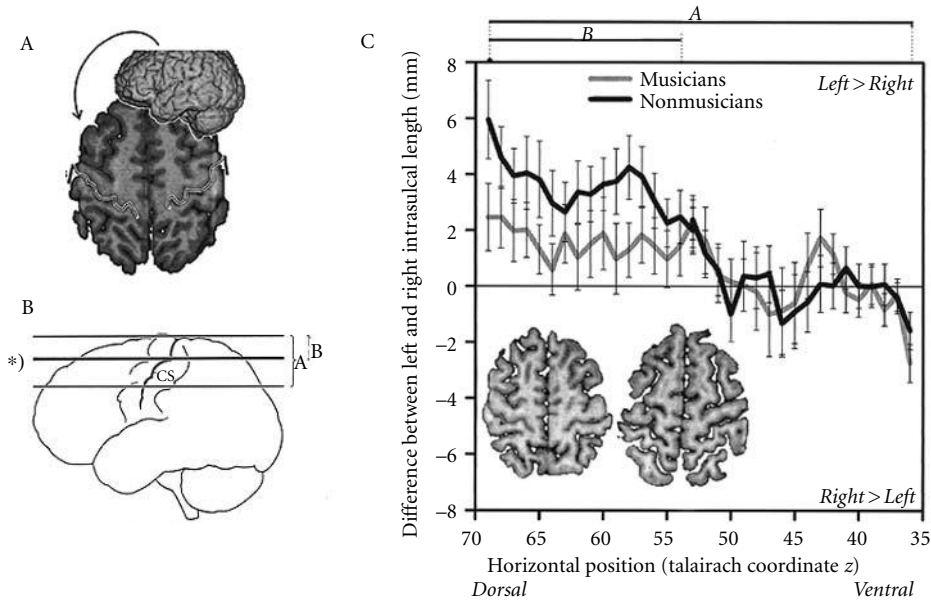 A
B
*)
CS
B
A
C
A
B
Musicians
Nonmusicians
Left > Right
Right > Left
Difference between left and right intrasulcal length (mm)
8
6
4
2
0
−2
−4
−6
−8
70 65 60 55 50 45 40 35
Horizontal position (talairach coordinate z)
Dorsal
Ventral